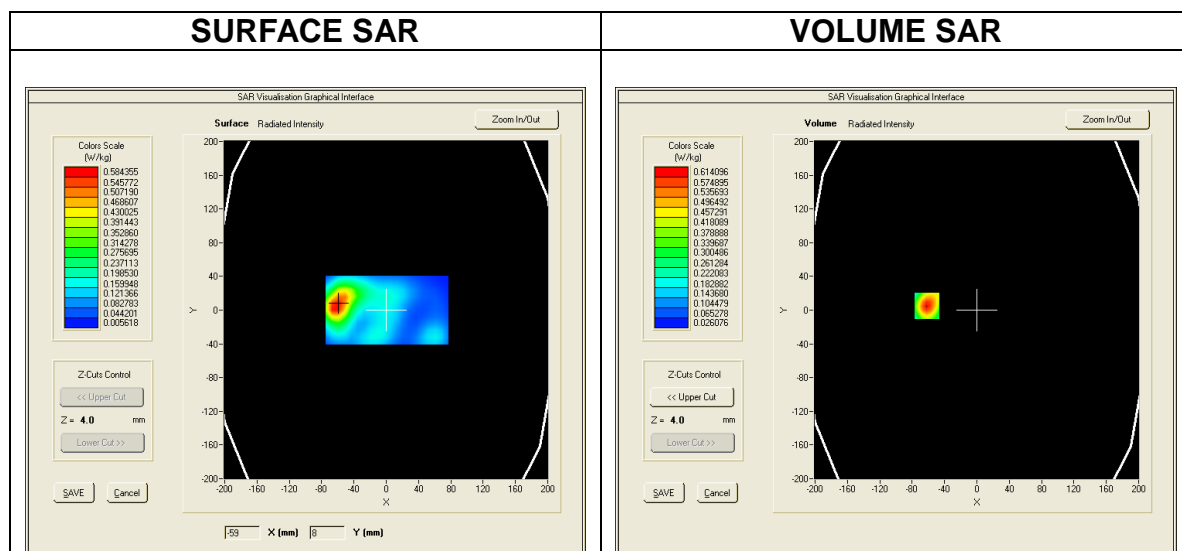 SURFACE SAR
VOLUME SAR
SAR Visualisation Graphical Interface
Surface Radiated Intensity
Zoom In/Out
Colors Scale
(W/kg)
0.584355
0.545772
0.507190
0.468607
0.430025
0.391443
0.352860
0.314278
0.275695
0.237113
0.198530
0.159948
0.121366
0.082783
0.044201
0.005618
Z-Cuts Control
<< Upper Cut
Z = 4.0 mm
Lower Cut >>
SAVE Cancel
200
160
120
80
40
0
-40
-80
-120
-160
-200
Y
-200 -160 -120 -80 -40 0 40 80 120 160 200
X
-59 X (mm) 8 Y (mm)
SAR Visualisation Graphical Interface
Volume Radiated Intensity
Zoom In/Out
Colors Scale
(W/kg)
0.614096
0.574895
0.535693
0.496492
0.457291
0.418089
0.378888
0.339687
0.300486
0.261284
0.222083
0.182882
0.143680
0.104479
0.065278
0.026076
Z-Cuts Control
<< Upper Cut
Z = 4.0 mm
Lower Cut >>
SAVE Cancel
200
160
120
80
40
0
-40
-80
-120
-160
-200
Y
-200 -160 -120 -80 -40 0 40 80 120 160 200
X